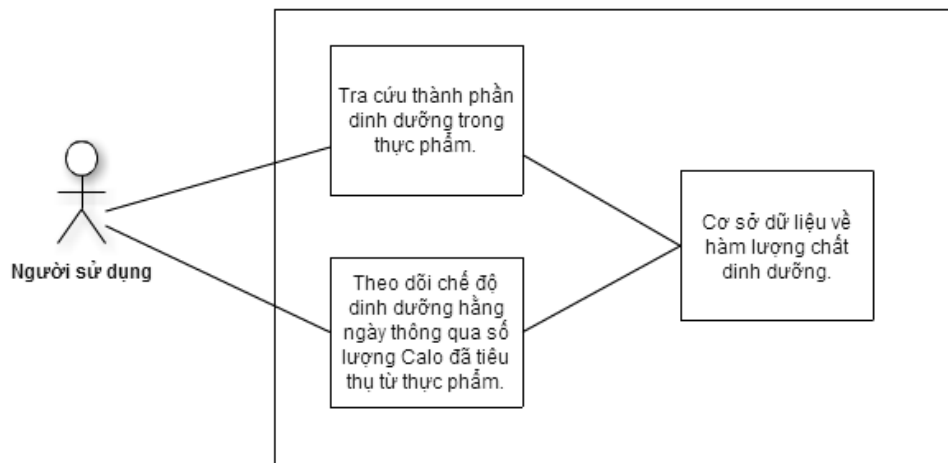 Tra cứu thành phần
dinh dưỡng trong
thực phẩm.
Người sử dụng
Cơ sở dữ liệu về
hàm lượng chất
dinh dưỡng.
Theo dõi chế độ
dinh dưỡng hằng
ngày thông qua số
lượng Calo đã tiêu
thụ từ thực phẩm.